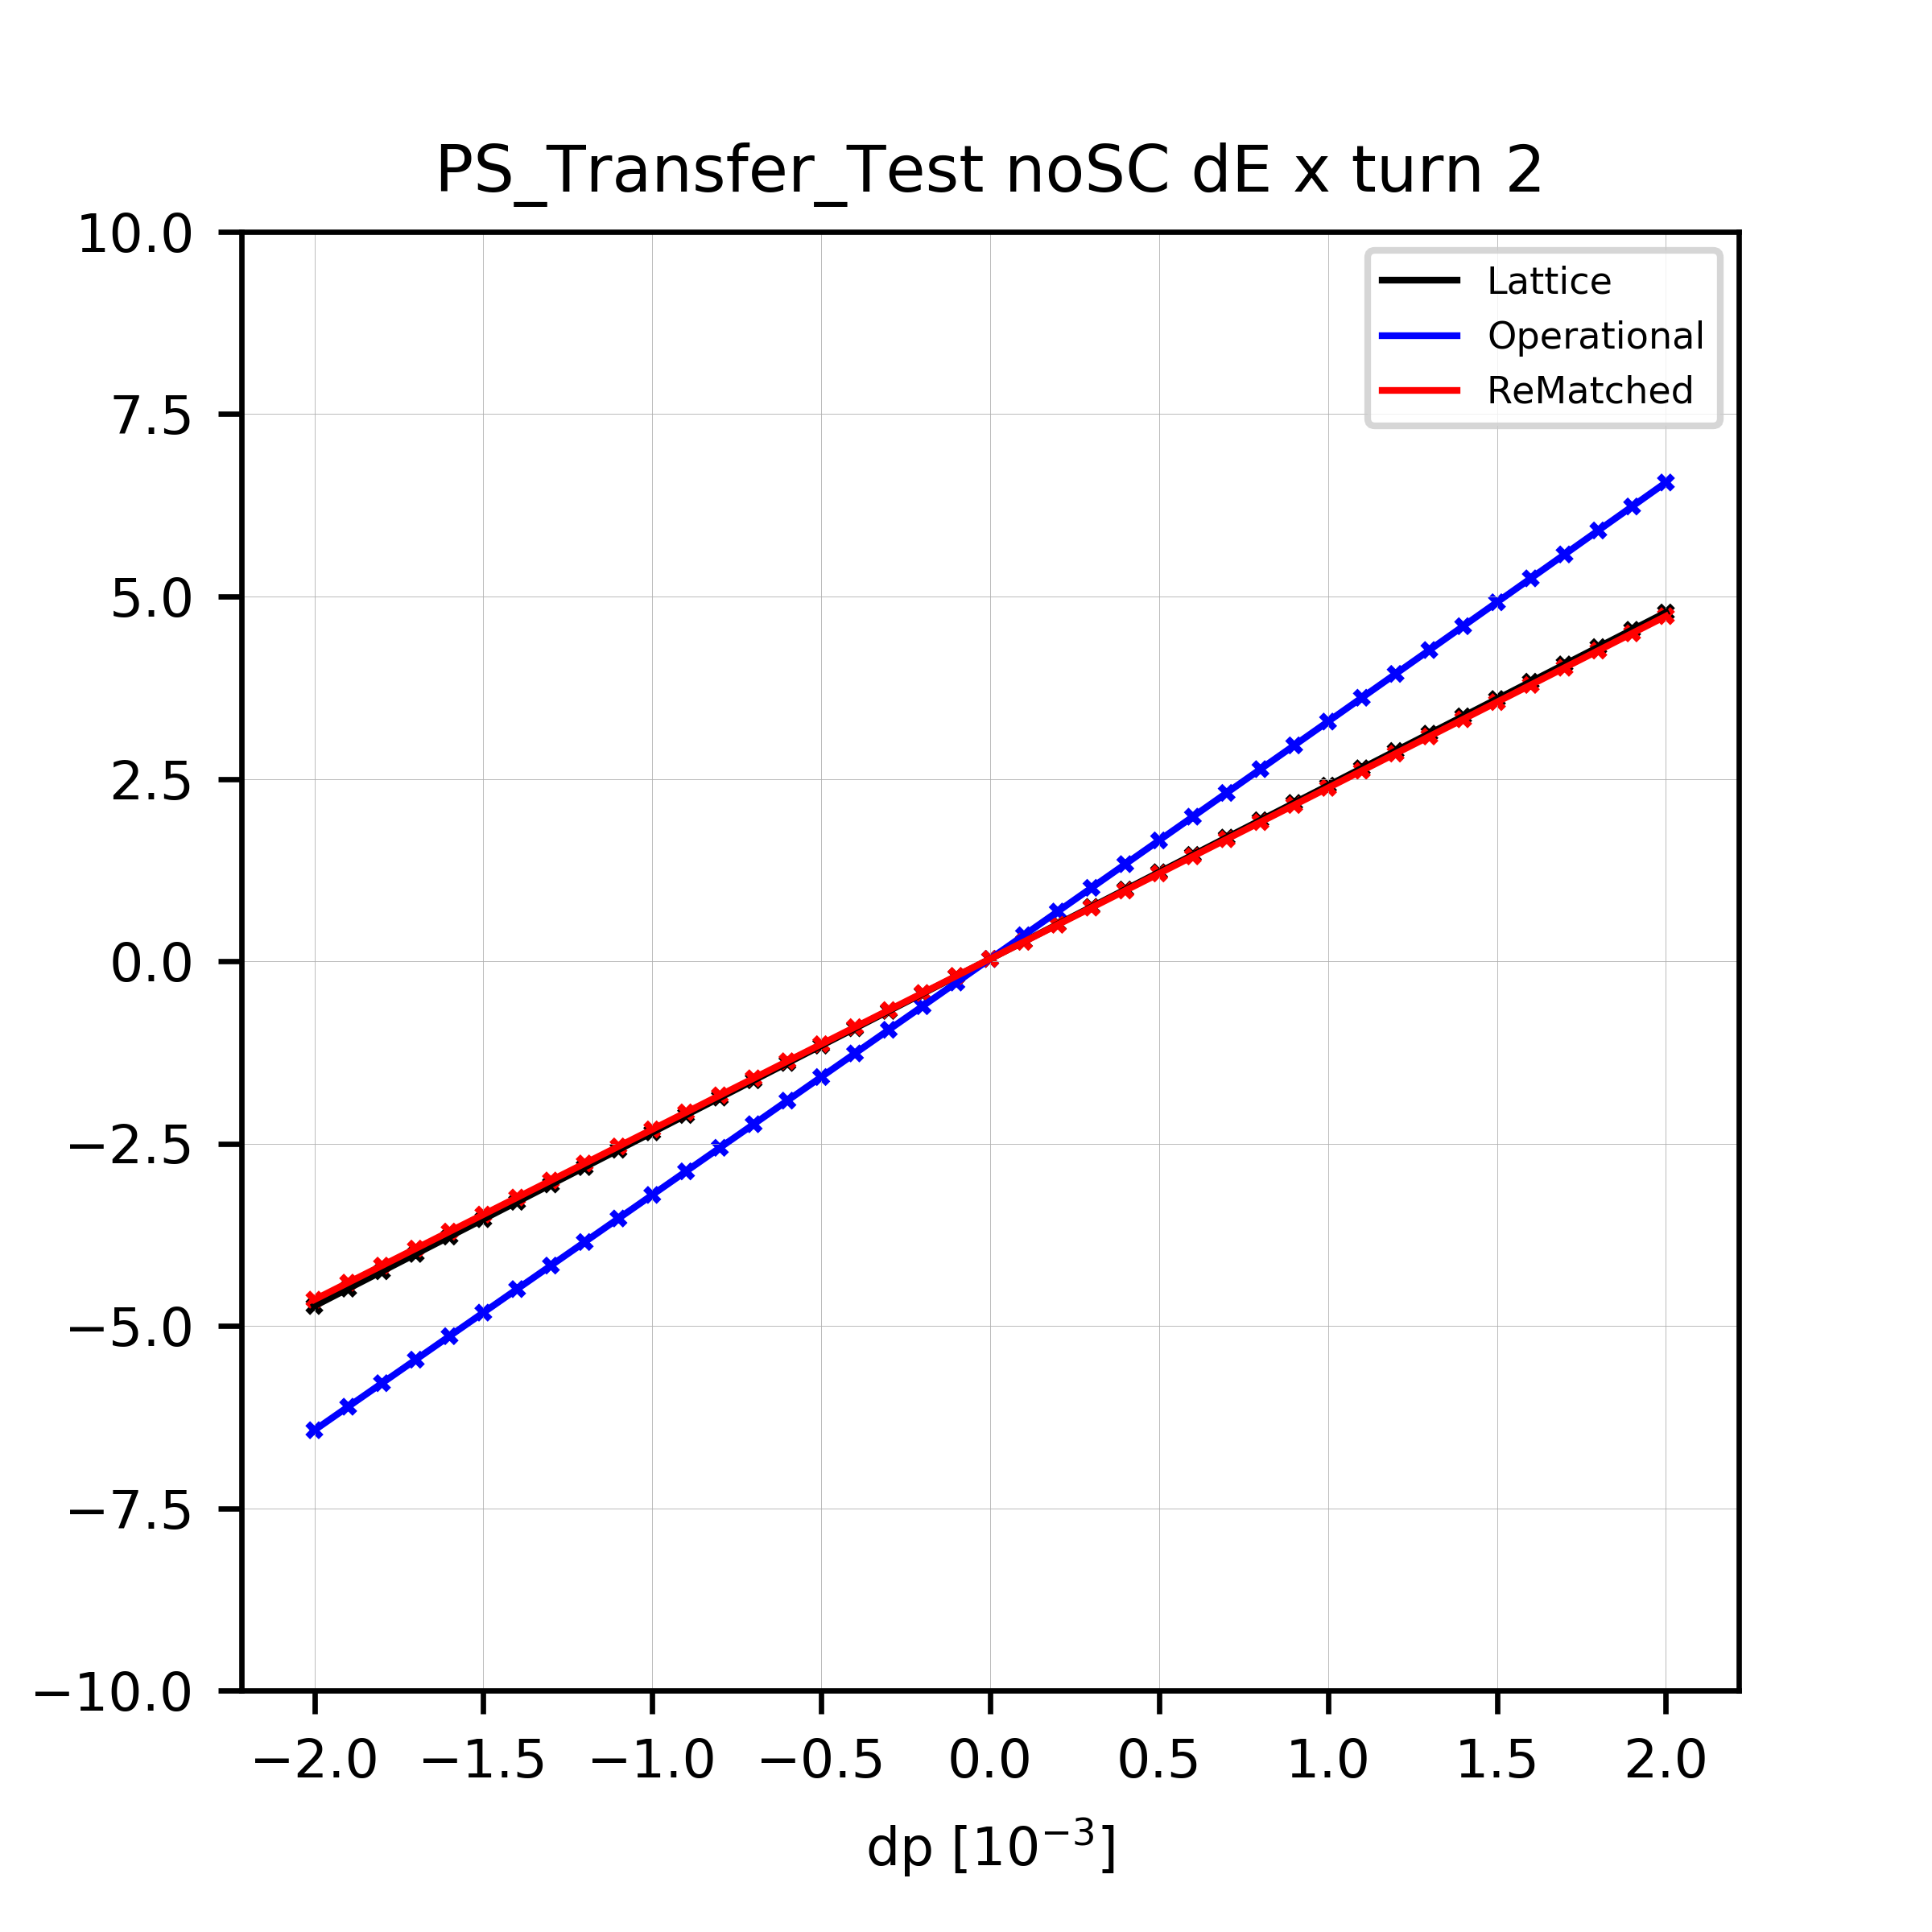 PS_Transfer_Test noSC dE x turn 2
10.0
7.5
5.0
2.5
0.0
−2.5
−5.0
−7.5
−10.0
Lattice
Operational
ReMatched
−2.0 −1.5 −1.0 −0.5 0.0 0.5 1.0 1.5 2.0
dp [10⁻³]